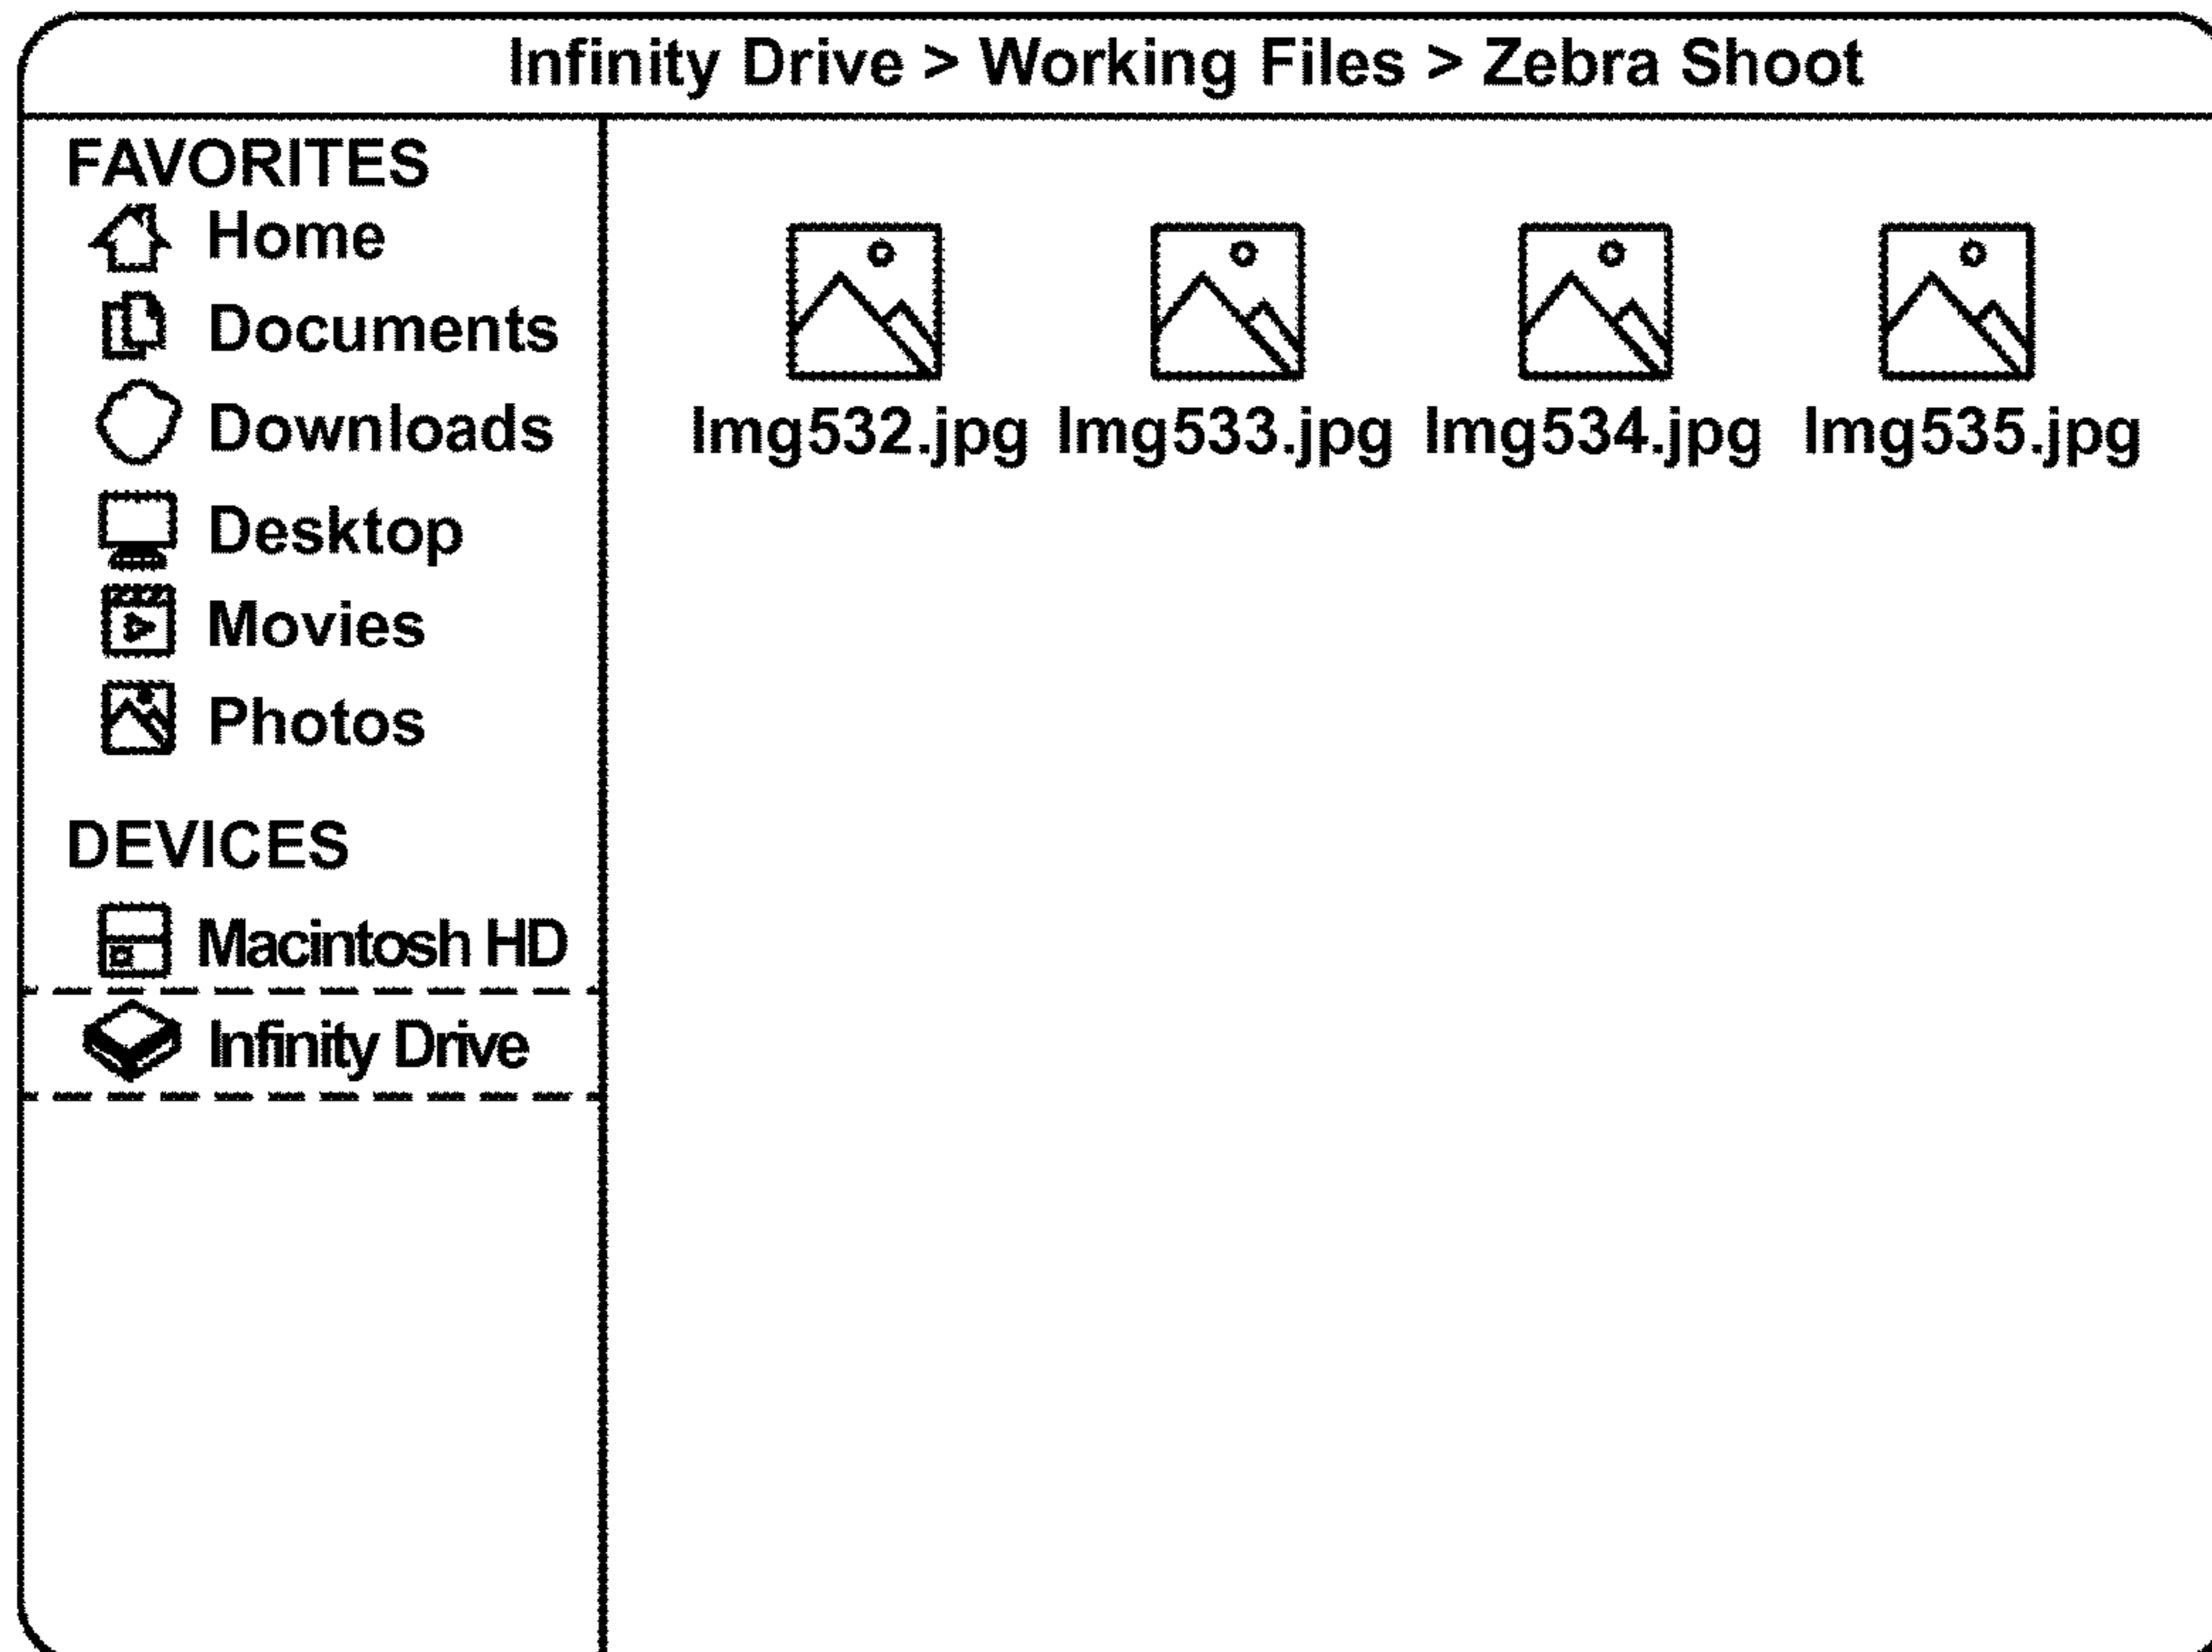 Infinity Drive > Working Files > Zebra Shoot
FAVORITES
Home
Documents
Downloads
Desktop
Movies
Photos
DEVICES
Macintosh HD
Infinity Drive
Img532.jpg Img533.jpg Img534.jpg Img535.jpg